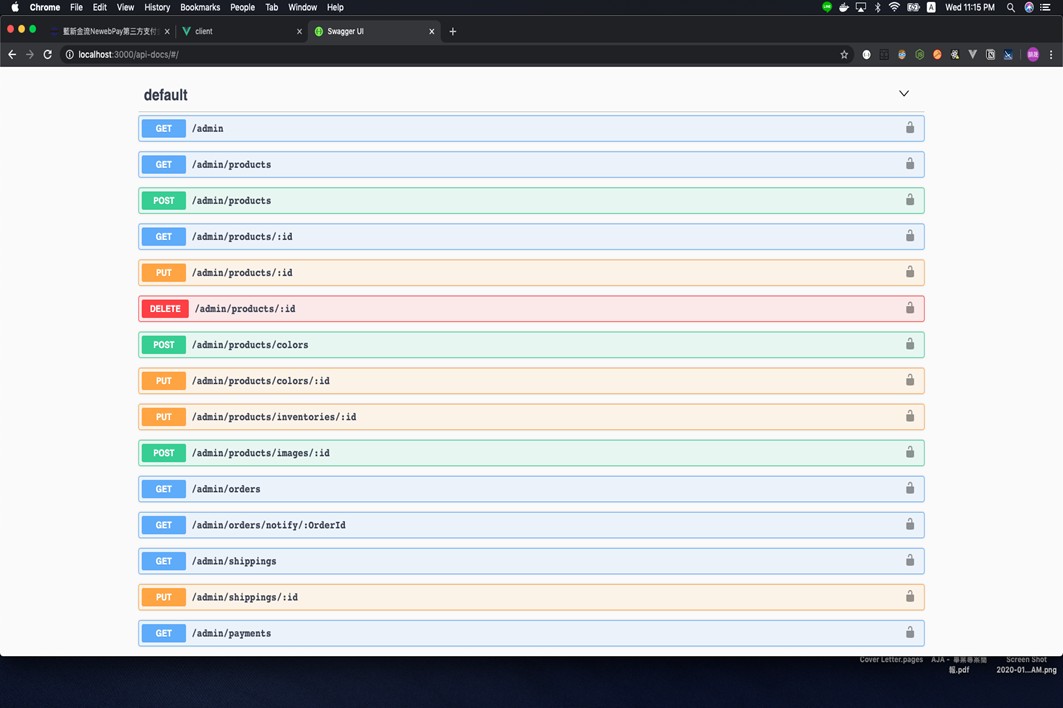 Chrome File Edit View History Bookmarks People Tab Window Help Wed 11:15 PM
藍新金流NewebPay第三方支付 client Swagger UI
localhost:3000/api-docs/#/
default
GET /admin
GET /admin/products
POST /admin/products
GET /admin/products/:id
PUT /admin/products/:id
DELETE /admin/products/:id
POST /admin/products/colors
PUT /admin/products/colors/:id
PUT /admin/products/inventories/:id
POST /admin/products/images/:id
GET /admin/orders
GET /admin/orders/notify/:OrderId
GET /admin/shippings
PUT /admin/shippings/:id
GET /admin/payments
Cover Letter.pages AJA - Screen Shot
.pdf 2020-01...AM.png